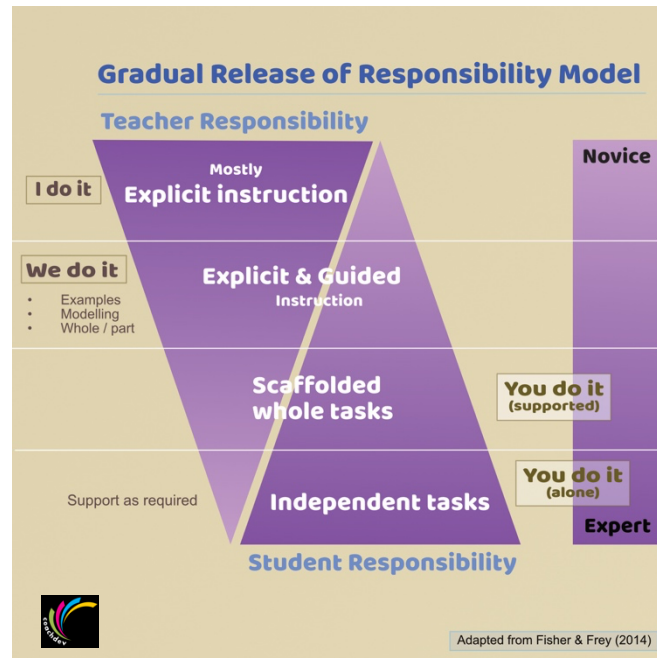 Gradual Release of Responsibility Model
Teacher Responsibility
Novice
Mostly
I do it
Explicit instruction
We do it
Explicit & Guided
Instruction
• Examples
• Modelling
• Whole / part
Scaffolded
whole tasks
You do it
(supported)
You do it
(alone)
Support as required
Independent tasks
Expert
Student Responsibility
coachdev
Adapted from Fisher & Frey (2014)